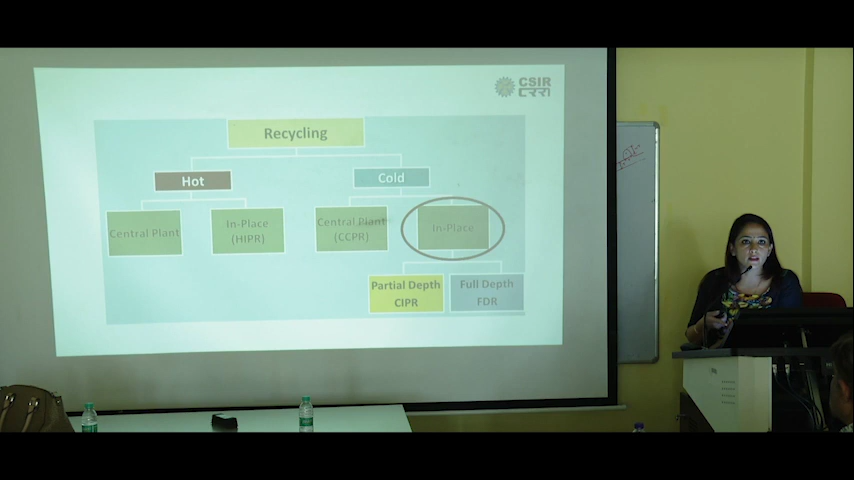 CSIR
Recycling
Hot
Cold
Central Plant
In-Place
(HIPR)
Central Plant
(CCPR)
In-Place
Partial Depth
CIPR
Full Depth
FDR